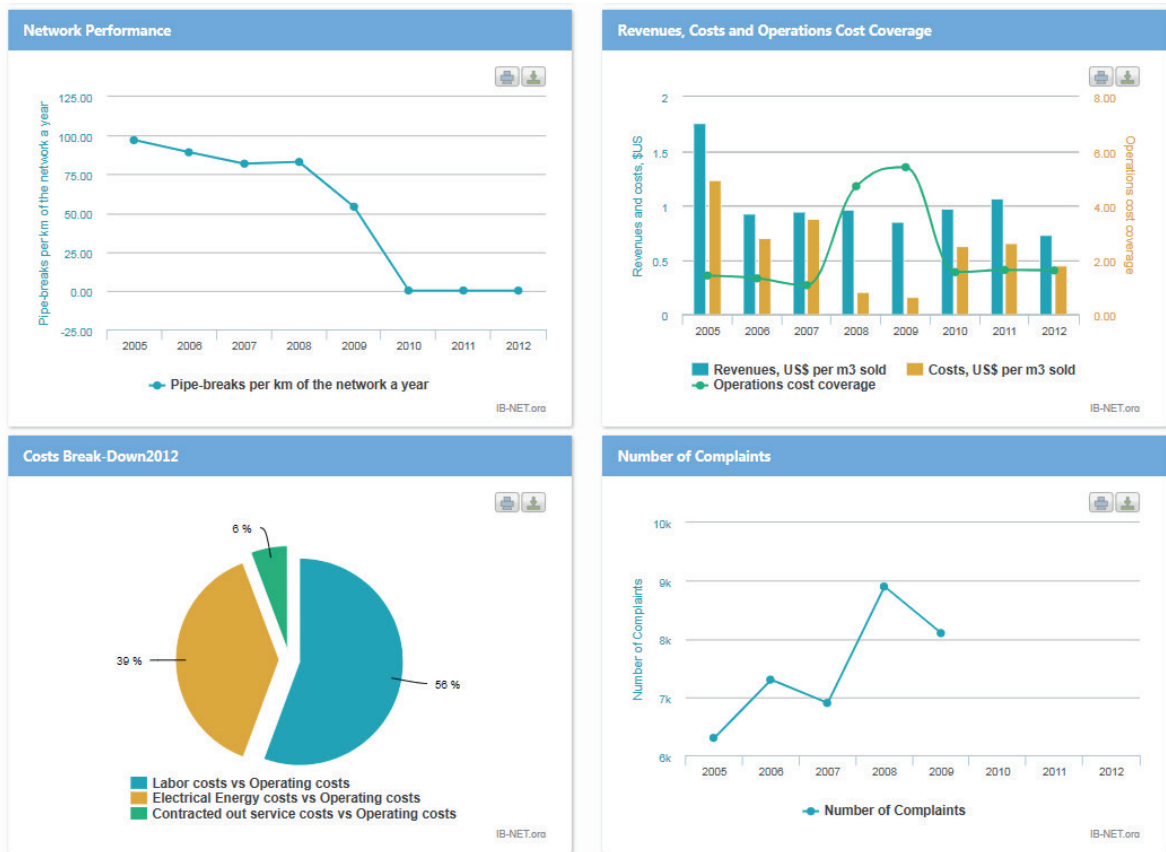 Network Performance
Pipe-breaks per km of the network a year
125.00
100.00
75.00
50.00
25.00
0.00
-25.00
2005 2006 2007 2008 2009 2010 2011 2012
Pipe-breaks per km of the network a year
IB-NET.org
Revenues, Costs and Operations Cost Coverage
Revenues and costs, $US
2 8.00
1.5 6.00
1 4.00
0.5 2.00
0 0.00
Operations cost coverage
2005 2006 2007 2008 2009 2010 2011 2012
Revenues, US$ per m3 sold Costs, US$ per m3 sold
Operations cost coverage
IB-NET.org
Costs Break-Down2012
6 %
39 %
56 %
Labor costs vs Operating costs
Electrical Energy costs vs Operating costs
Contracted out service costs vs Operating costs
IB-NET.org
Number of Complaints
Number of Complaints
10k
9k
8k
7k
6k
2005 2006 2007 2008 2009 2010 2011 2012
Number of Complaints
IB-NET.org